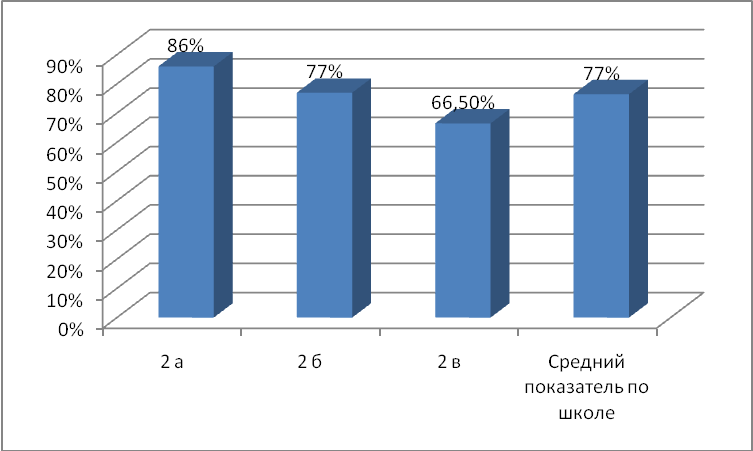 86%
77%
66,50%
77%
90%
80%
70%
60%
50%
40%
30%
20%
10%
0%
2 а
2 б
2 в
Средний
показатель по
школе